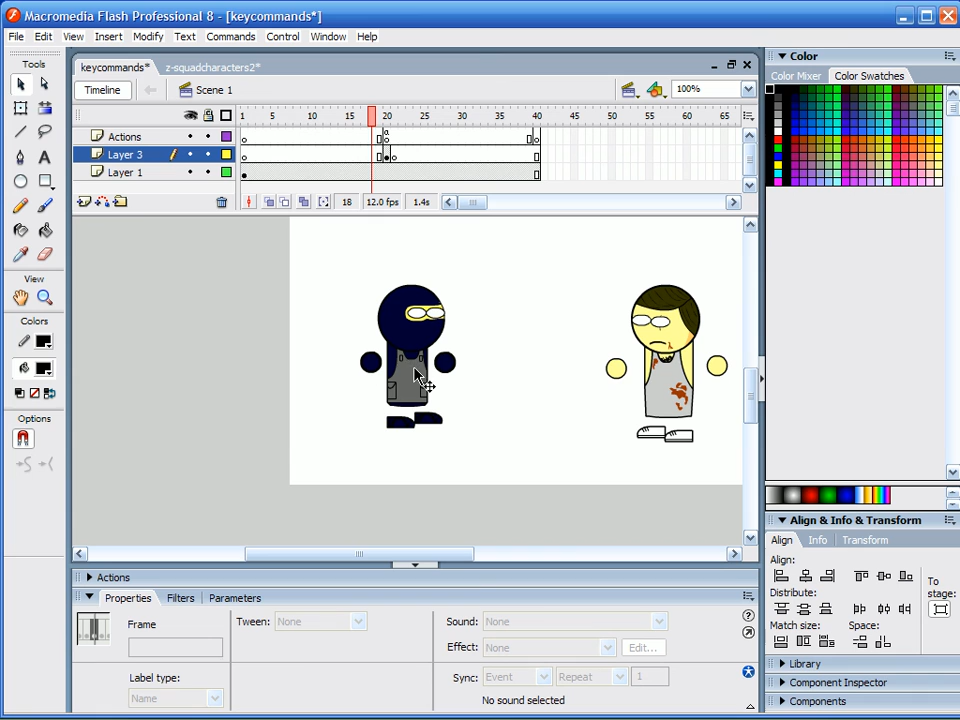 Macromedia Flash Professional 8 - [keycommands*]
File Edit View Insert Modify Text Commands Control Window Help
Tools
keycommands* z-squadcharacters2*
Timeline Scene 1 100%
1 5 10 15 20 25 30 35 40 45 50 55 60 65
Actions
Layer 3
Layer 1
18 12.0 fps 1.4s
View
Colors
Options
Color
Color Mixer Color Swatches
Align & Info & Transform
Align Info Transform
Align:
Distribute:
Match size: Space:
To stage:
Library
Component Inspector
Components
Actions
Properties Filters Parameters
Frame
Tween: None
Sound: None
Effect: None Edit...
Label type:
Name
Sync: Event Repeat 1
No sound selected